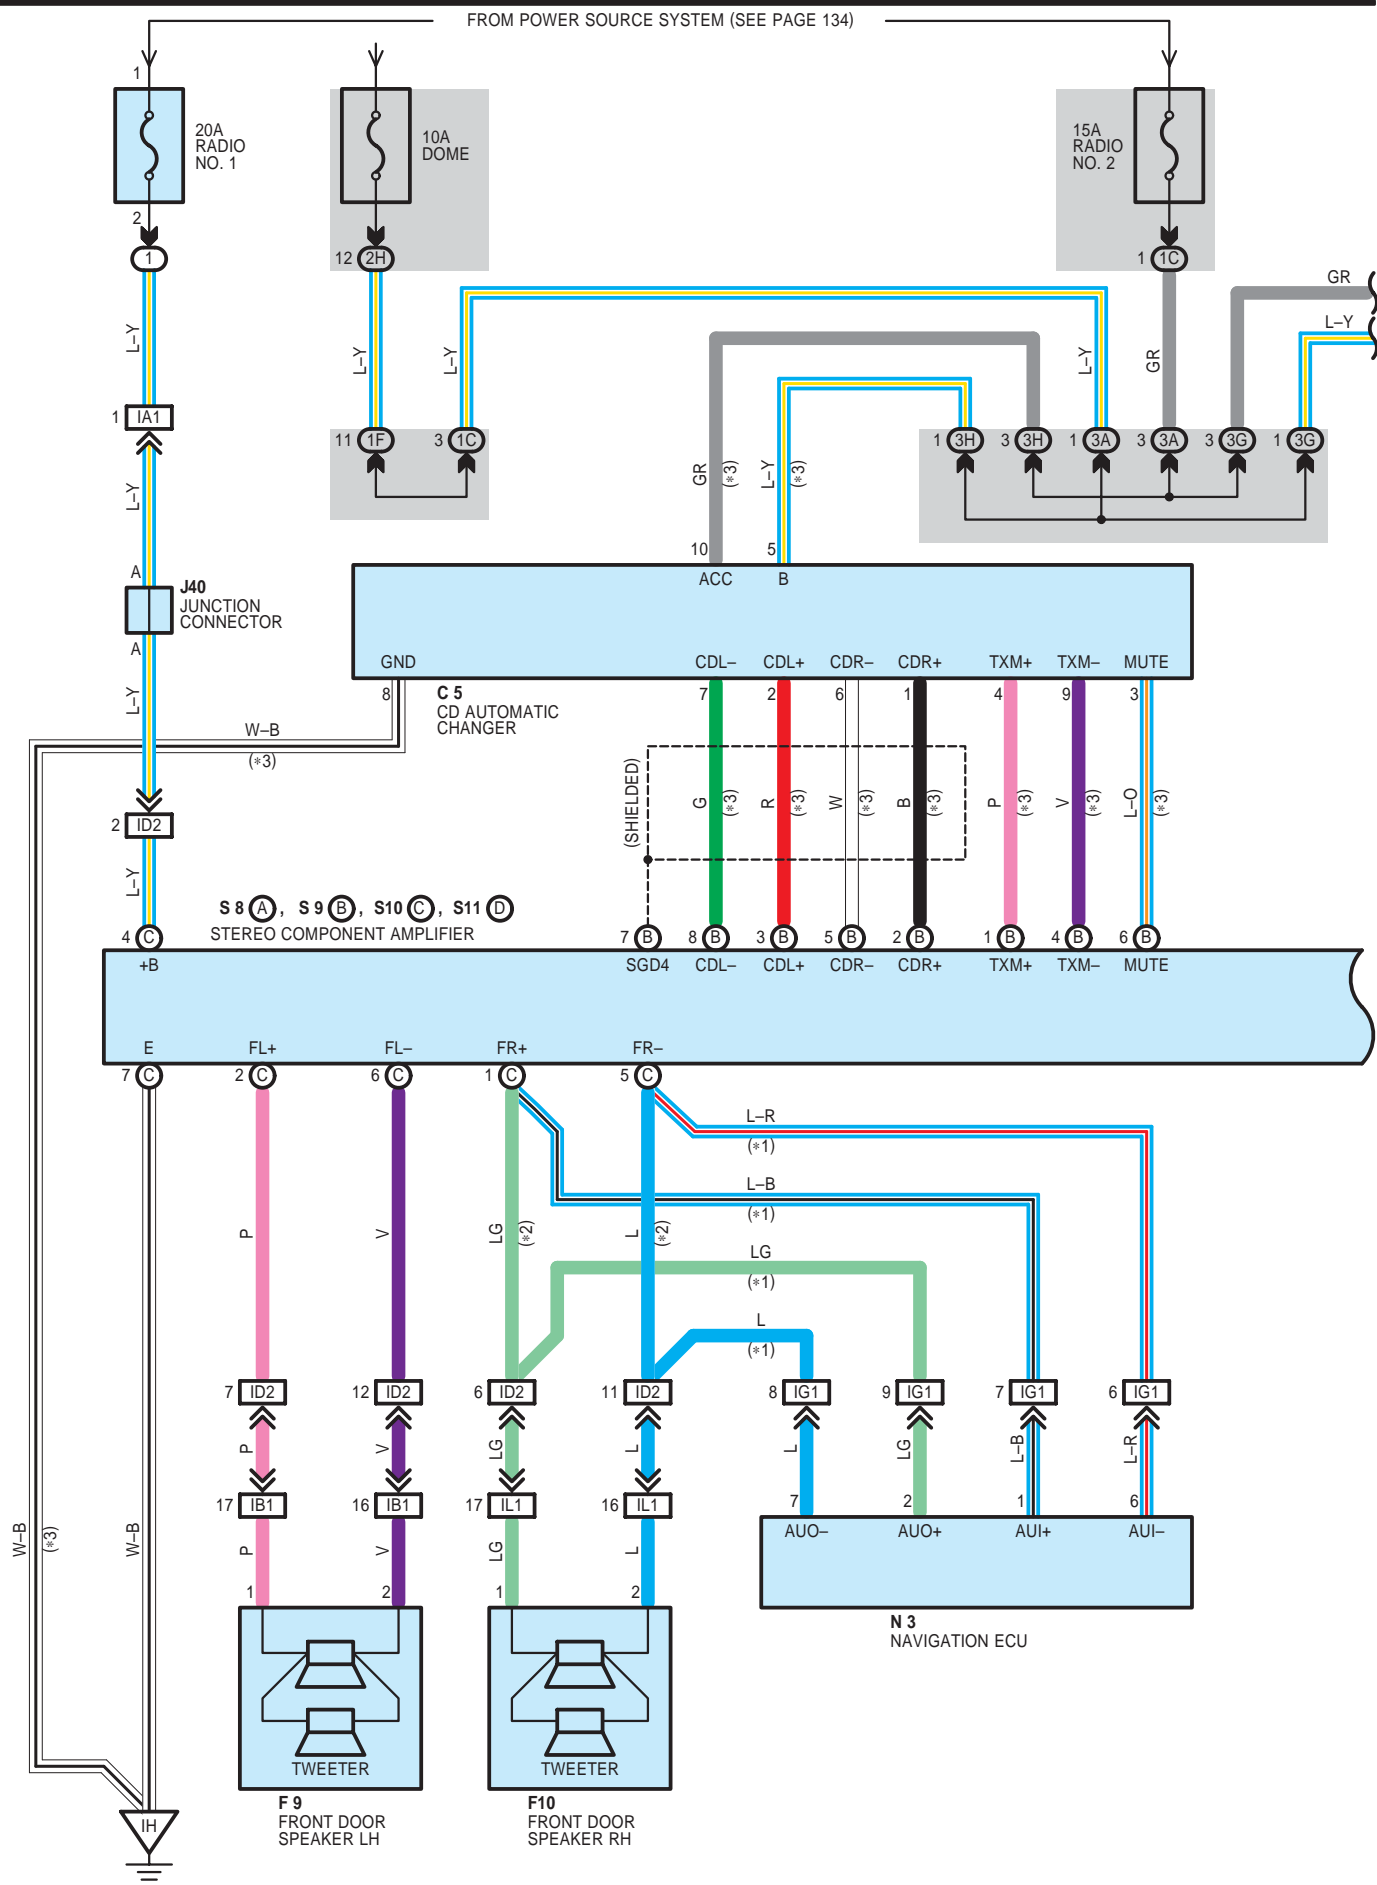 FROM POWER SOURCE SYSTEM (SEE PAGE 134)
1
20A
RADIO
NO. 1
10A
DOME
15A
RADIO
NO. 2
2
1
12 2H
1 1C
GR
L–Y
L–Y
L–Y
L–Y
L–Y
GR
1 IA1
11 1F
3 1C
1 3H
3 3H
1 3A
3 3A
3 3G
1 3G
L–Y
GR
(*3)
L–Y
(*3)
10
5
ACC
B
A
J40
JUNCTION
CONNECTOR
A
GND
CDL–
CDL+
CDR–
CDR+
TXM+
TXM–
MUTE
8
7
2
6
1
4
9
3
C 5
CD AUTOMATIC
CHANGER
L–Y
W–B
(*3)
(SHIELDED)
G
(*3)
R
(*3)
W
(*3)
B
(*3)
P
(*3)
V
(*3)
L–O
(*3)
2 ID2
L–Y
S 8 A , S 9 B , S10 C , S11 D
STEREO COMPONENT AMPLIFIER
4 C
7 B
8 B
3 B
5 B
2 B
1 B
4 B
6 B
+B
SGD4
CDL–
CDL+
CDR–
CDR+
TXM+
TXM–
MUTE
E
FL+
FL–
FR+
FR–
7 C
2 C
6 C
1 C
5 C
L–R
(*1)
L–B
(*1)
P
V
LG
(*2)
L
(*2)
LG
(*1)
L
(*1)
7 ID2
12 ID2
6 ID2
11 ID2
8 IG1
9 IG1
7 IG1
6 IG1
P
V
LG
L
L
LG
L–B
L–R
17 IB1
16 IB1
17 IL1
16 IL1
7
2
1
6
AUO–
AUO+
AUI+
AUI–
W–B
(*3)
W–B
P
V
LG
L
1
2
1
2
N 3
NAVIGATION ECU
TWEETER
TWEETER
F 9
FRONT DOOR
SPEAKER LH
F10
FRONT DOOR
SPEAKER RH
IH